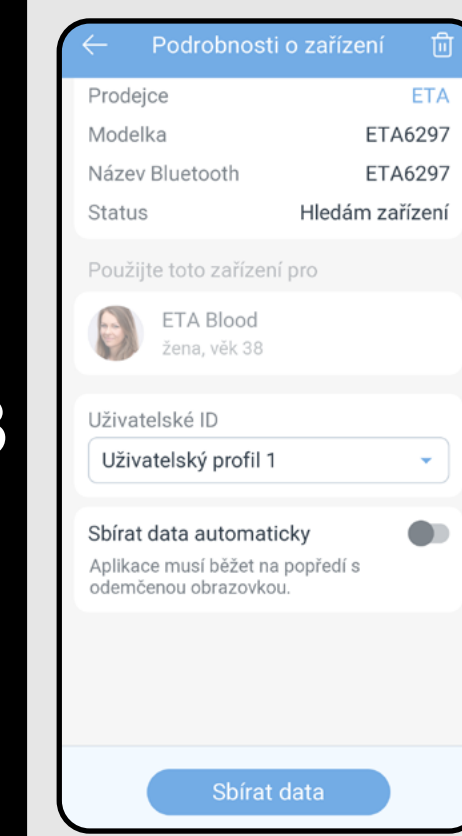 Podrobnosti o zařízení
Prodejce ETA
Modelka ETA6297
Název Bluetooth ETA6297
Status Hledám zařízení
Použijte toto zařízení pro
ETA Blood
žena, věk 38
Uživatelské ID
Uživatelský profil 1
Sbírat data automaticky
Aplikace musí běžet na popředí s
odemčenou obrazovkou.
Sbírat data